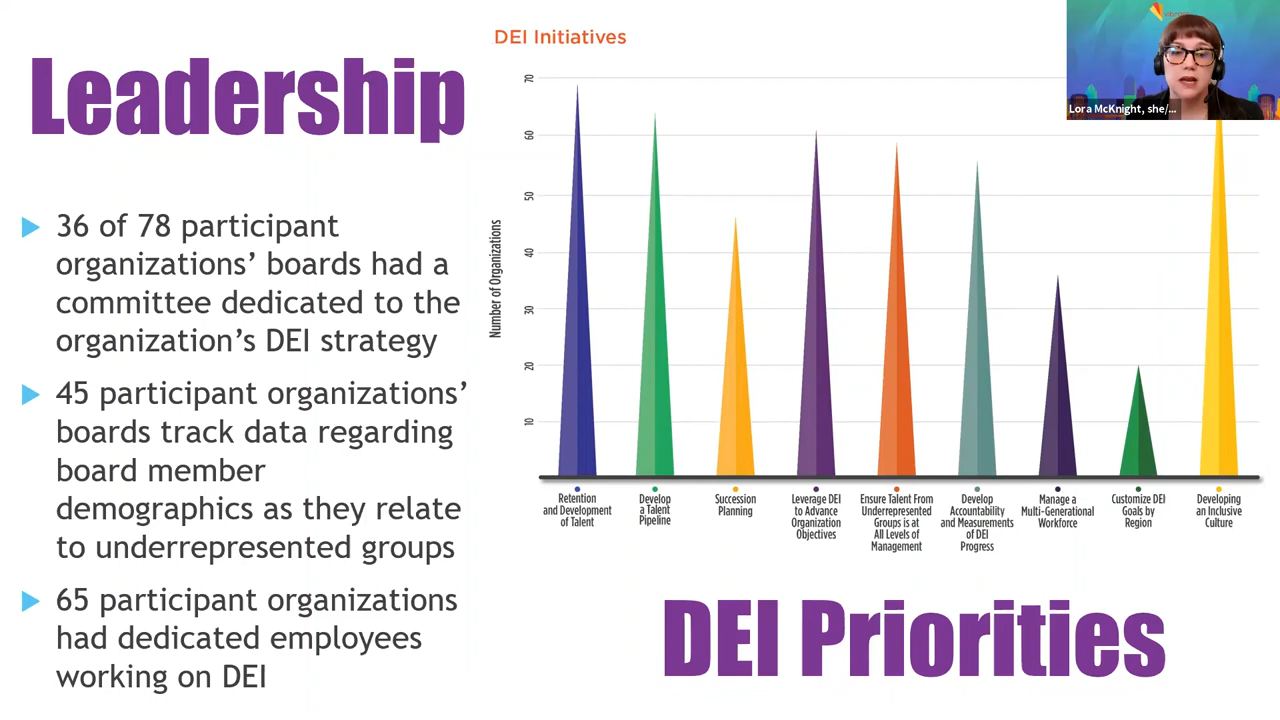 DEI Initiatives
Leadership
36 of 78 participant
organizations’ boards had a
committee dedicated to the
organization’s DEI strategy
45 participant organizations’
boards track data regarding
board member
demographics as they relate
to underrepresented groups
65 participant organizations
had dedicated employees
working on DEI
Number of Organizations
70
60
50
40
30
20
10
Retention
and Development
of Talent
Develop
a Talent
Pipeline
Succession
Planning
Leverage DEI
to Advance
Organization
Objectives
Ensure Talent From
Underrepresented
Groups is at
All Levels of
Management
Develop
Accountability
and Measurements
of DEI
Progress
Manage a
Multi-Generational
Workforce
Customize DEI
Goals by
Region
Developing
an Inclusive
Culture
DEI Priorities
Lora McKnight, she/...